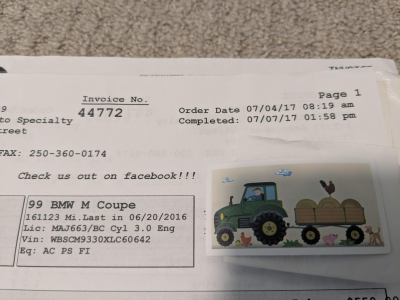 Page 1
Invoice No.
44772
Order Date 07/04/17 08:19 am
Completed: 07/07/17 01:58 pm
9
to Specialty
treet
FAX: 250-360-0174
Check us out on facebook!!!
99 BMW M Coupe
161123 Mi.Last in 06/20/2016
Lic: MAJ663/BC Cyl 3.0 Eng
Vin: WBSCM9330XLC60642
Eq: AC PS FI